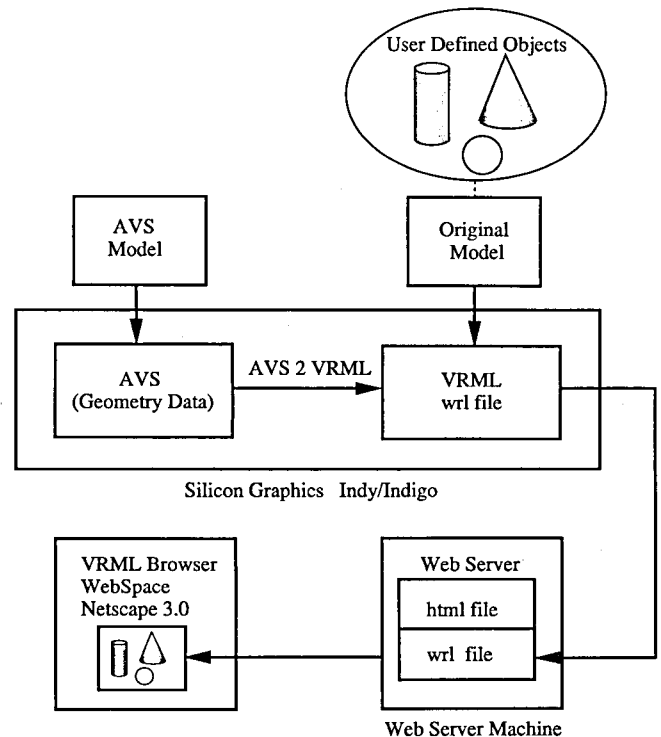 User Defined Objects
AVS
Model
Original
Model
AVS
(Geometry Data)
AVS 2 VRML
VRML
wrl file
Silicon Graphics Indy/Indigo
VRML Browser
WebSpace
Netscape 3.0
Web Server
html file
wrl file
Web Server Machine